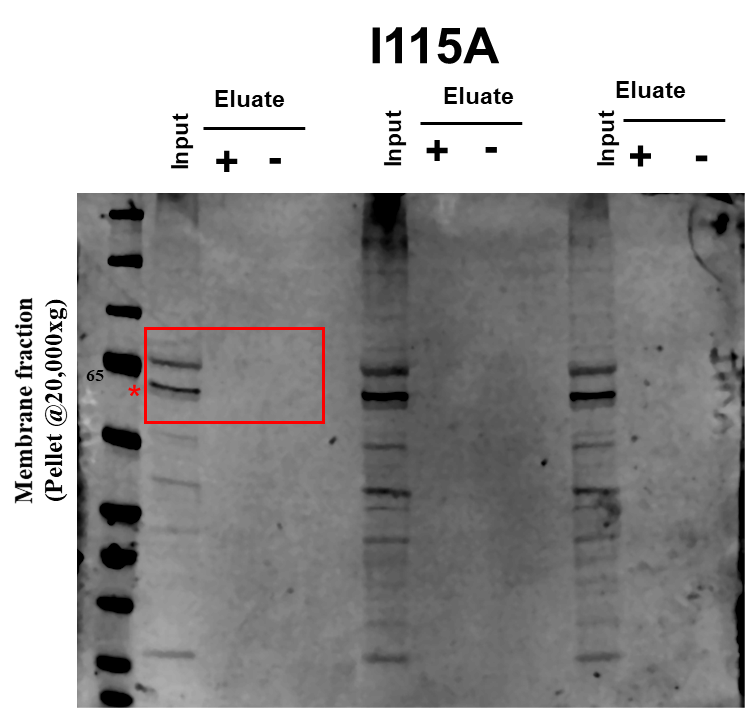 I115A
Eluate
Eluate
Eluate
Input
+
-
Input
+
-
Input
+
-
Membrane fraction
(Pellet @20,000xg)
65
*